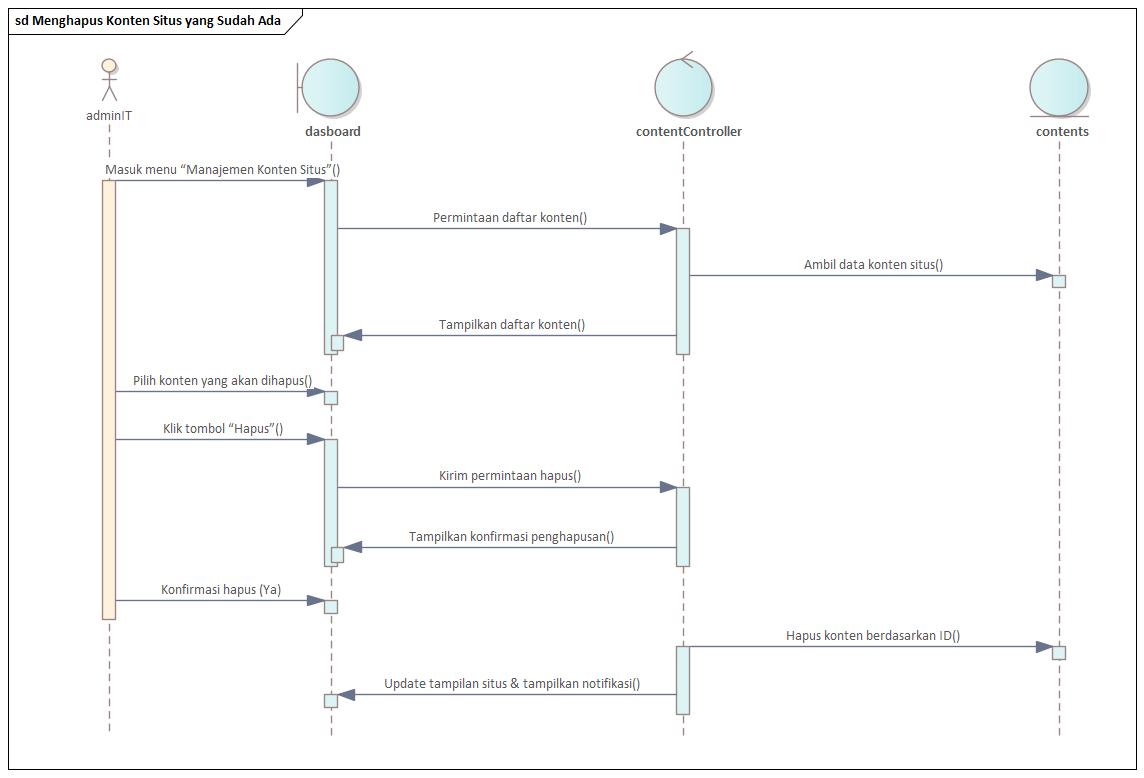 sd Menghapus Konten Situs yang Sudah Ada
adminIT
dasboard
contentController
contents
Masuk menu “Manajemen Konten Situs”()
Permintaan daftar konten()
Ambil data konten situs()
Tampilkan daftar konten()
Pilih konten yang akan dihapus()
Klik tombol “Hapus”()
Kirim permintaan hapus()
Tampilkan konfirmasi penghapusan()
Konfirmasi hapus (Ya)
Hapus konten berdasarkan ID()
Update tampilan situs & tampilkan notifikasi()